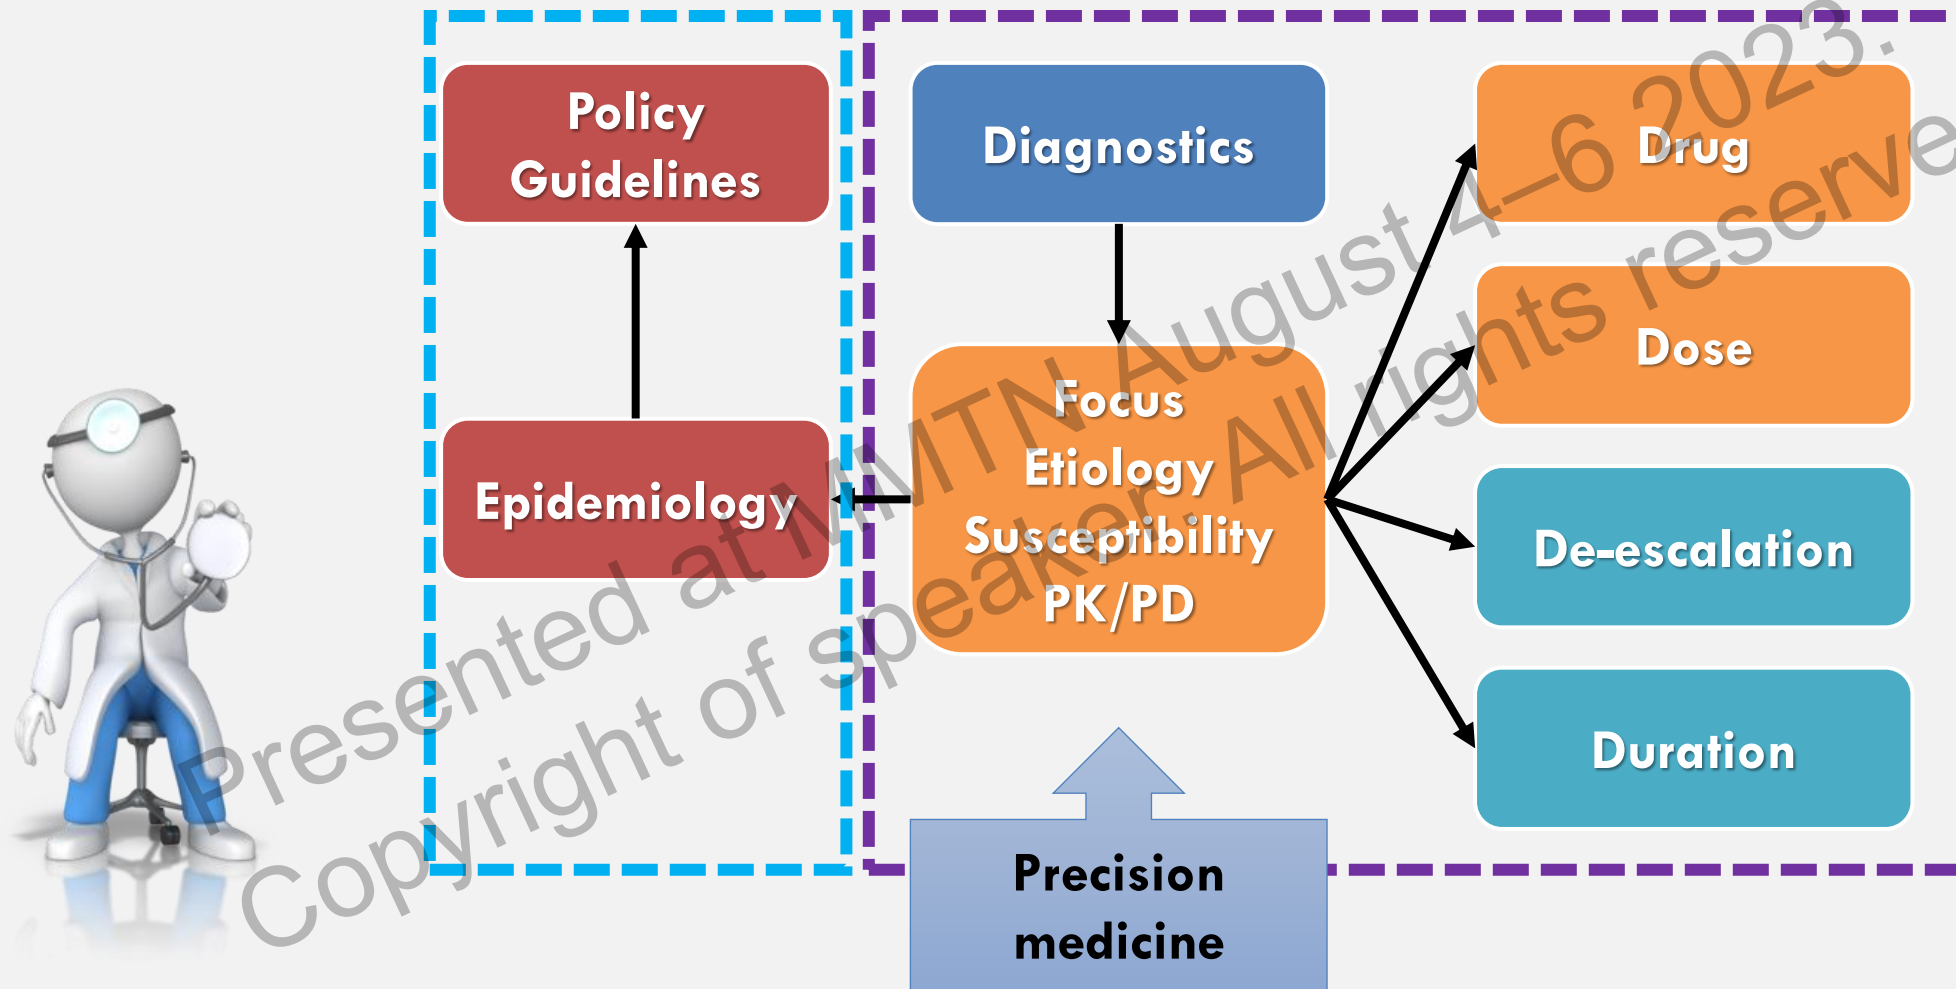 Policy
Guidelines
Diagnostics
Drug
Dose
Epidemiology
Focus
Etiology
Susceptibility
PK/PD
De-escalation
Duration
Precision
medicine
Presented at MMTN August 4–6 2023.
Copyright of speaker. All rights reserve